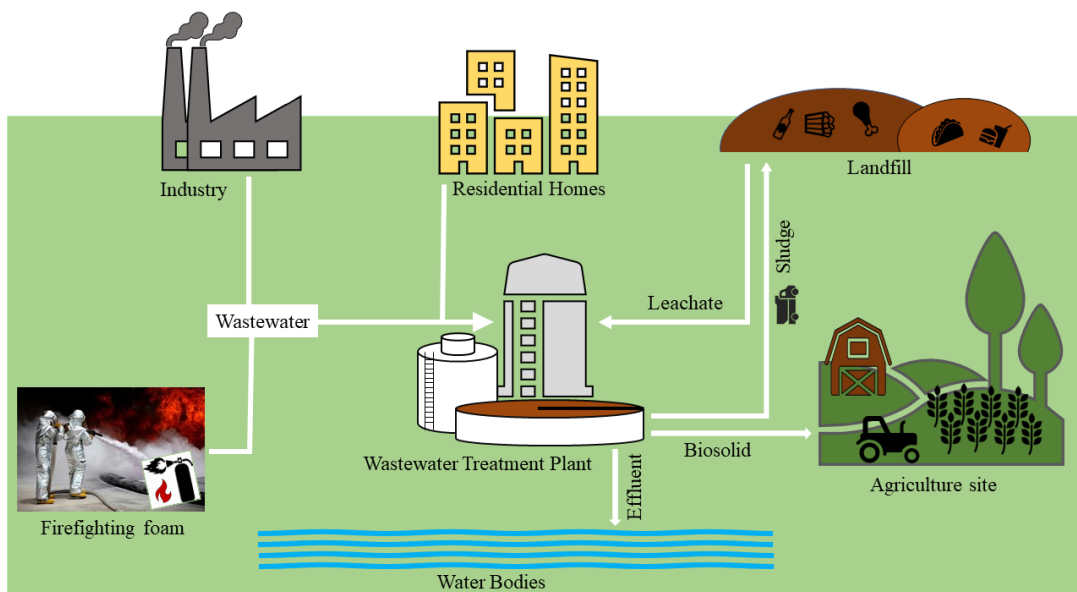 Industry
Residential Homes
Landfill
Sludge
Leachate
Wastewater
Wastewater Treatment Plant
Biosolid
Agriculture site
Effluent
Firefighting foam
Water Bodies